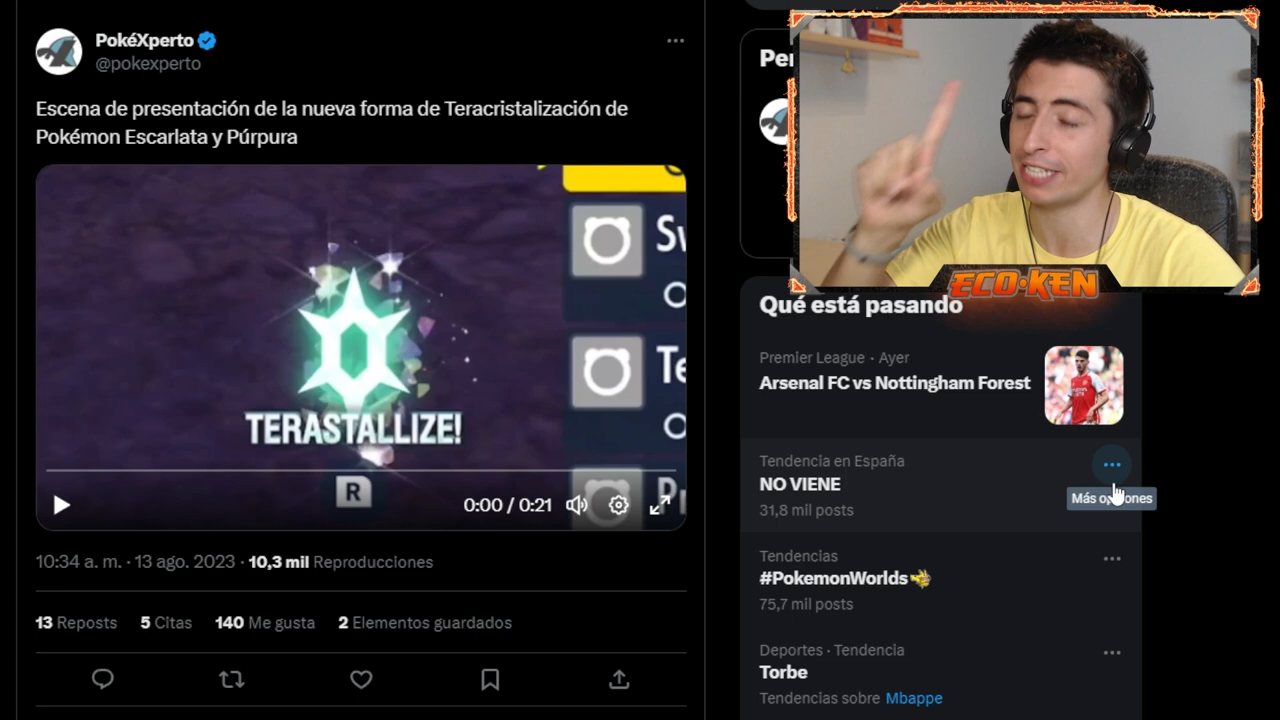 PokéXperto
@pokexperto
Escena de presentación de la nueva forma de Teracristalización de
Pokémon Escarlata y Púrpura
TERASTALLIZE!
R
0:00 / 0:21
10:34 a. m. · 13 ago. 2023 · 10,3 mil Reproducciones
13 Reposts 5 Citas 140 Me gusta 2 Elementos guardados
ECO·KEN
Qué está pasando
Premier League · Ayer
Arsenal FC vs Nottingham Forest
Tendencia en España
NO VIENE
31,8 mil posts
Más opciones
Tendencias
#PokemonWorlds
75,7 mil posts
Deportes · Tendencia
Torbe
Tendencias sobre Mbappe